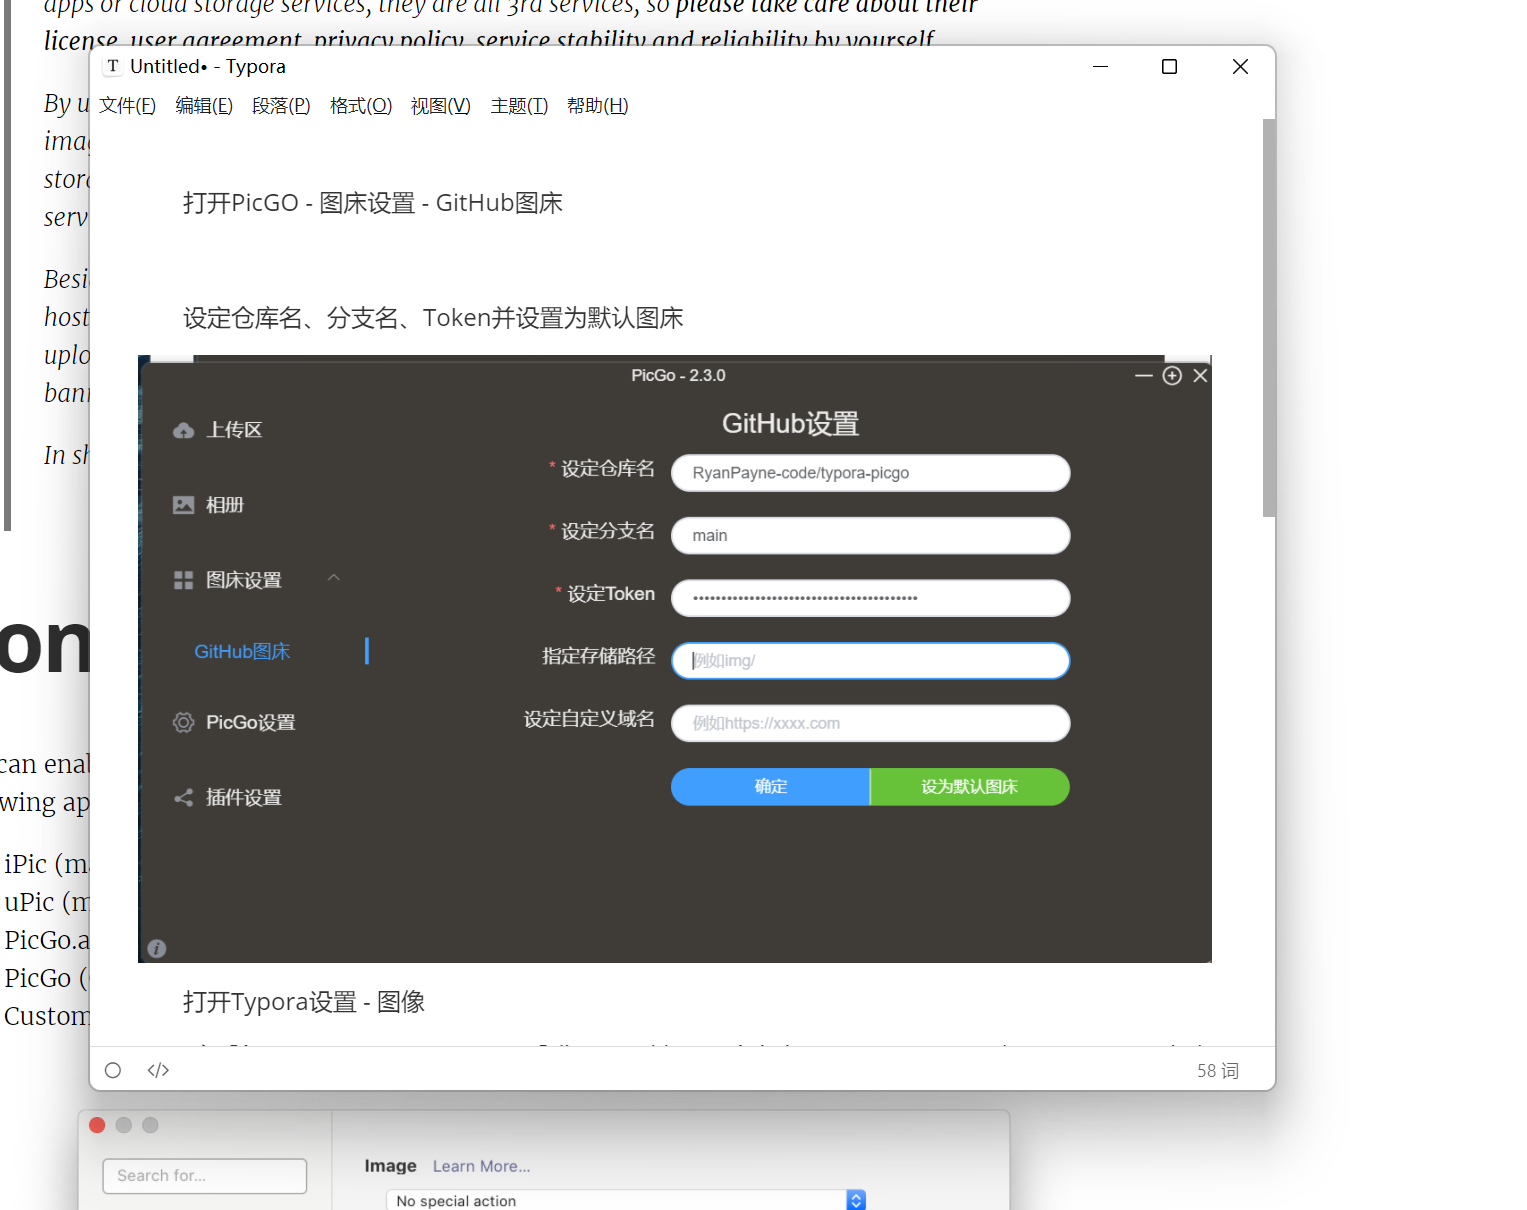 apps or cloud storage services, they are all 3rd services, so please take care about their
license, user agreement, privacy policy, service stability and reliability by yourself.
T Untitled• - Typora
文件(F) 编辑(E) 段落(P) 格式(O) 视图(V) 主题(T) 帮助(H)
By u
imag
stora
serv
打开PicGO - 图床设置 - GitHub图床
Besi
host
uplo
bann
In sh
设定仓库名、分支名、Token并设置为默认图床
PicGo - 2.3.0
上传区
相册
图床设置
GitHub图床
PicGo设置
插件设置
GitHub设置
* 设定仓库名 RyanPayne-code/typora-picgo
* 设定分支名 main
* 设定Token ••••••••••••••••••••••••••••••••••••••••
指定存储路径 例如img/
设定自定义域名 例如https://xxxx.com
确定 设为默认图床
打开Typora设置 - 图像
58 词
on
can enab
wing ap
iPic (ma
uPic (m
PicGo.a
PicGo (
Custom
Search for...
Image Learn More...
No special action